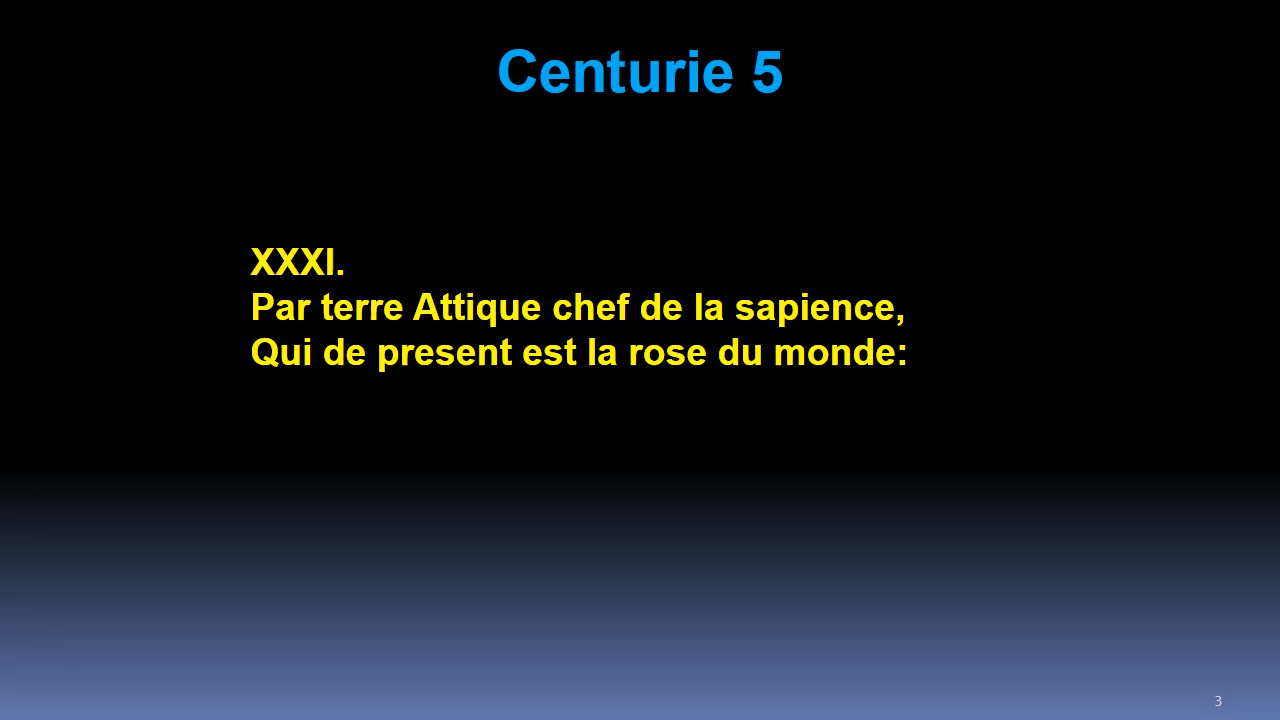 Centurie 5
XXXI.
Par terre Attique chef de la sapience,
Qui de present est la rose du monde:
3